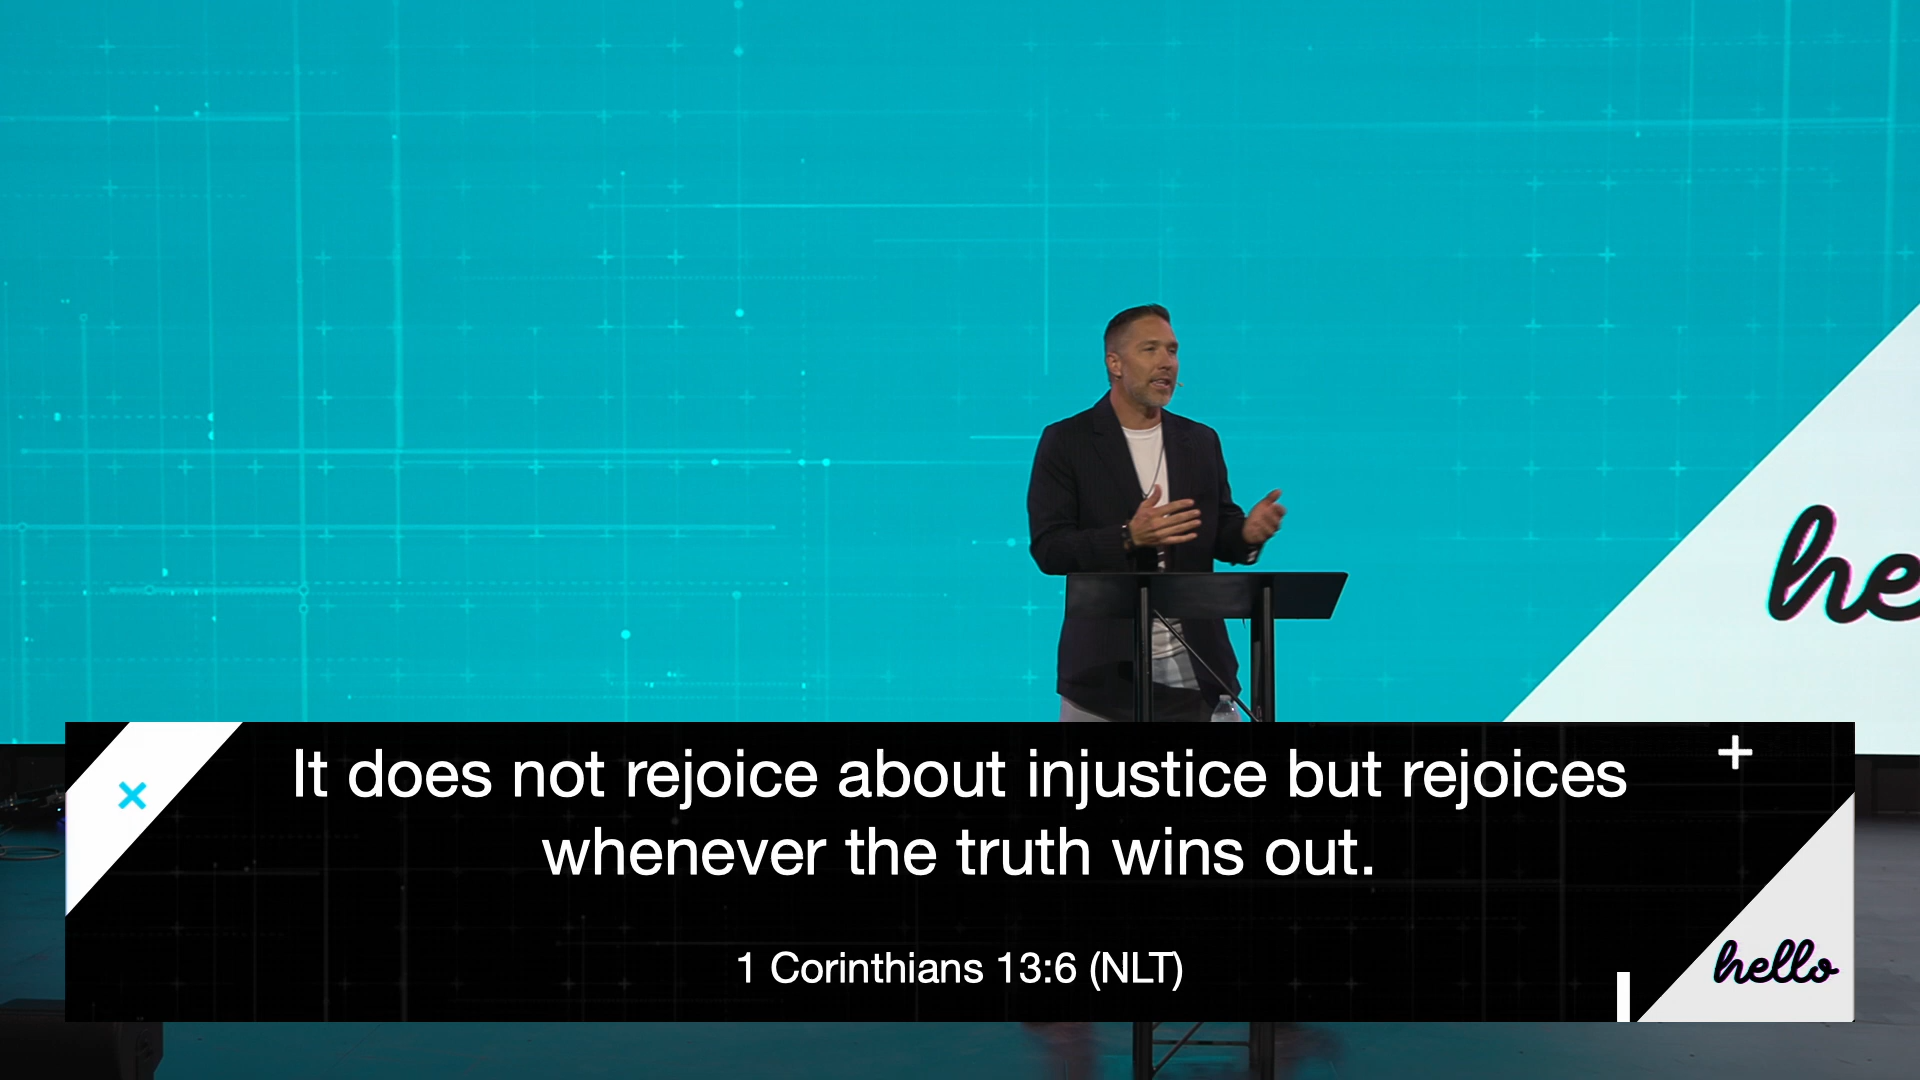 he
It does not rejoice about injustice but rejoices
whenever the truth wins out.
1 Corinthians 13:6 (NLT)
hello